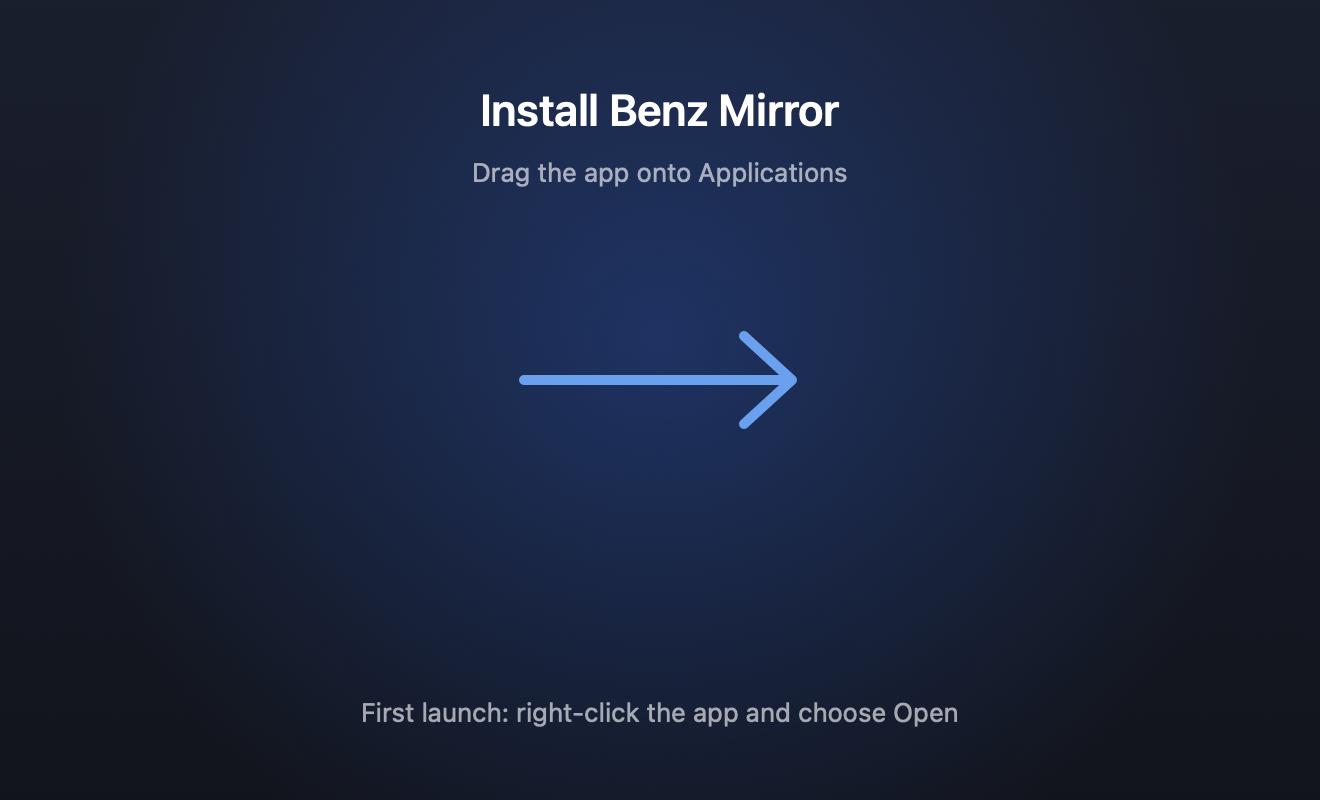 Install Benz Mirror
Drag the app onto Applications
First launch: right-click the app and choose Open